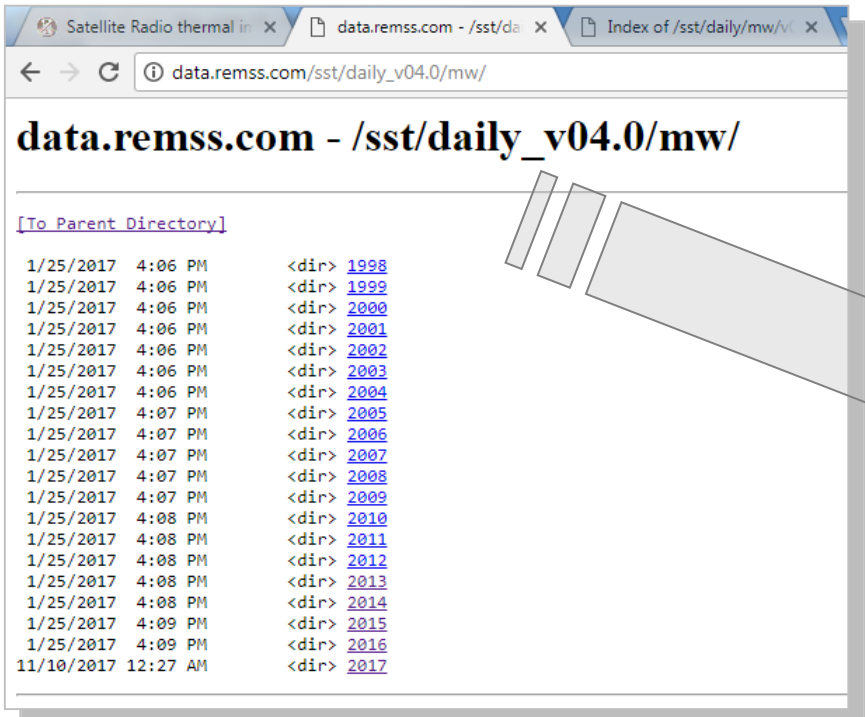 Satellite Radio thermal in
data.remss.com - /sst/da
Index of /sst/daily/mw/v
data.remss.com/sst/daily_v04.0/mw/
data.remss.com - /sst/daily_v04.0/mw/
[To Parent Directory]
1/25/2017 4:06 PM <dir> 1998
1/25/2017 4:06 PM <dir> 1999
1/25/2017 4:06 PM <dir> 2000
1/25/2017 4:06 PM <dir> 2001
1/25/2017 4:06 PM <dir> 2002
1/25/2017 4:06 PM <dir> 2003
1/25/2017 4:06 PM <dir> 2004
1/25/2017 4:07 PM <dir> 2005
1/25/2017 4:07 PM <dir> 2006
1/25/2017 4:07 PM <dir> 2007
1/25/2017 4:07 PM <dir> 2008
1/25/2017 4:07 PM <dir> 2009
1/25/2017 4:08 PM <dir> 2010
1/25/2017 4:08 PM <dir> 2011
1/25/2017 4:08 PM <dir> 2012
1/25/2017 4:08 PM <dir> 2013
1/25/2017 4:08 PM <dir> 2014
1/25/2017 4:09 PM <dir> 2015
1/25/2017 4:09 PM <dir> 2016
11/10/2017 12:27 AM <dir> 2017